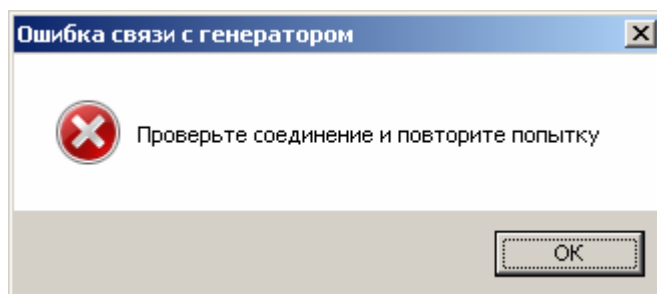 Ошибка связи с генератором
Проверьте соединение и повторите попытку
OK